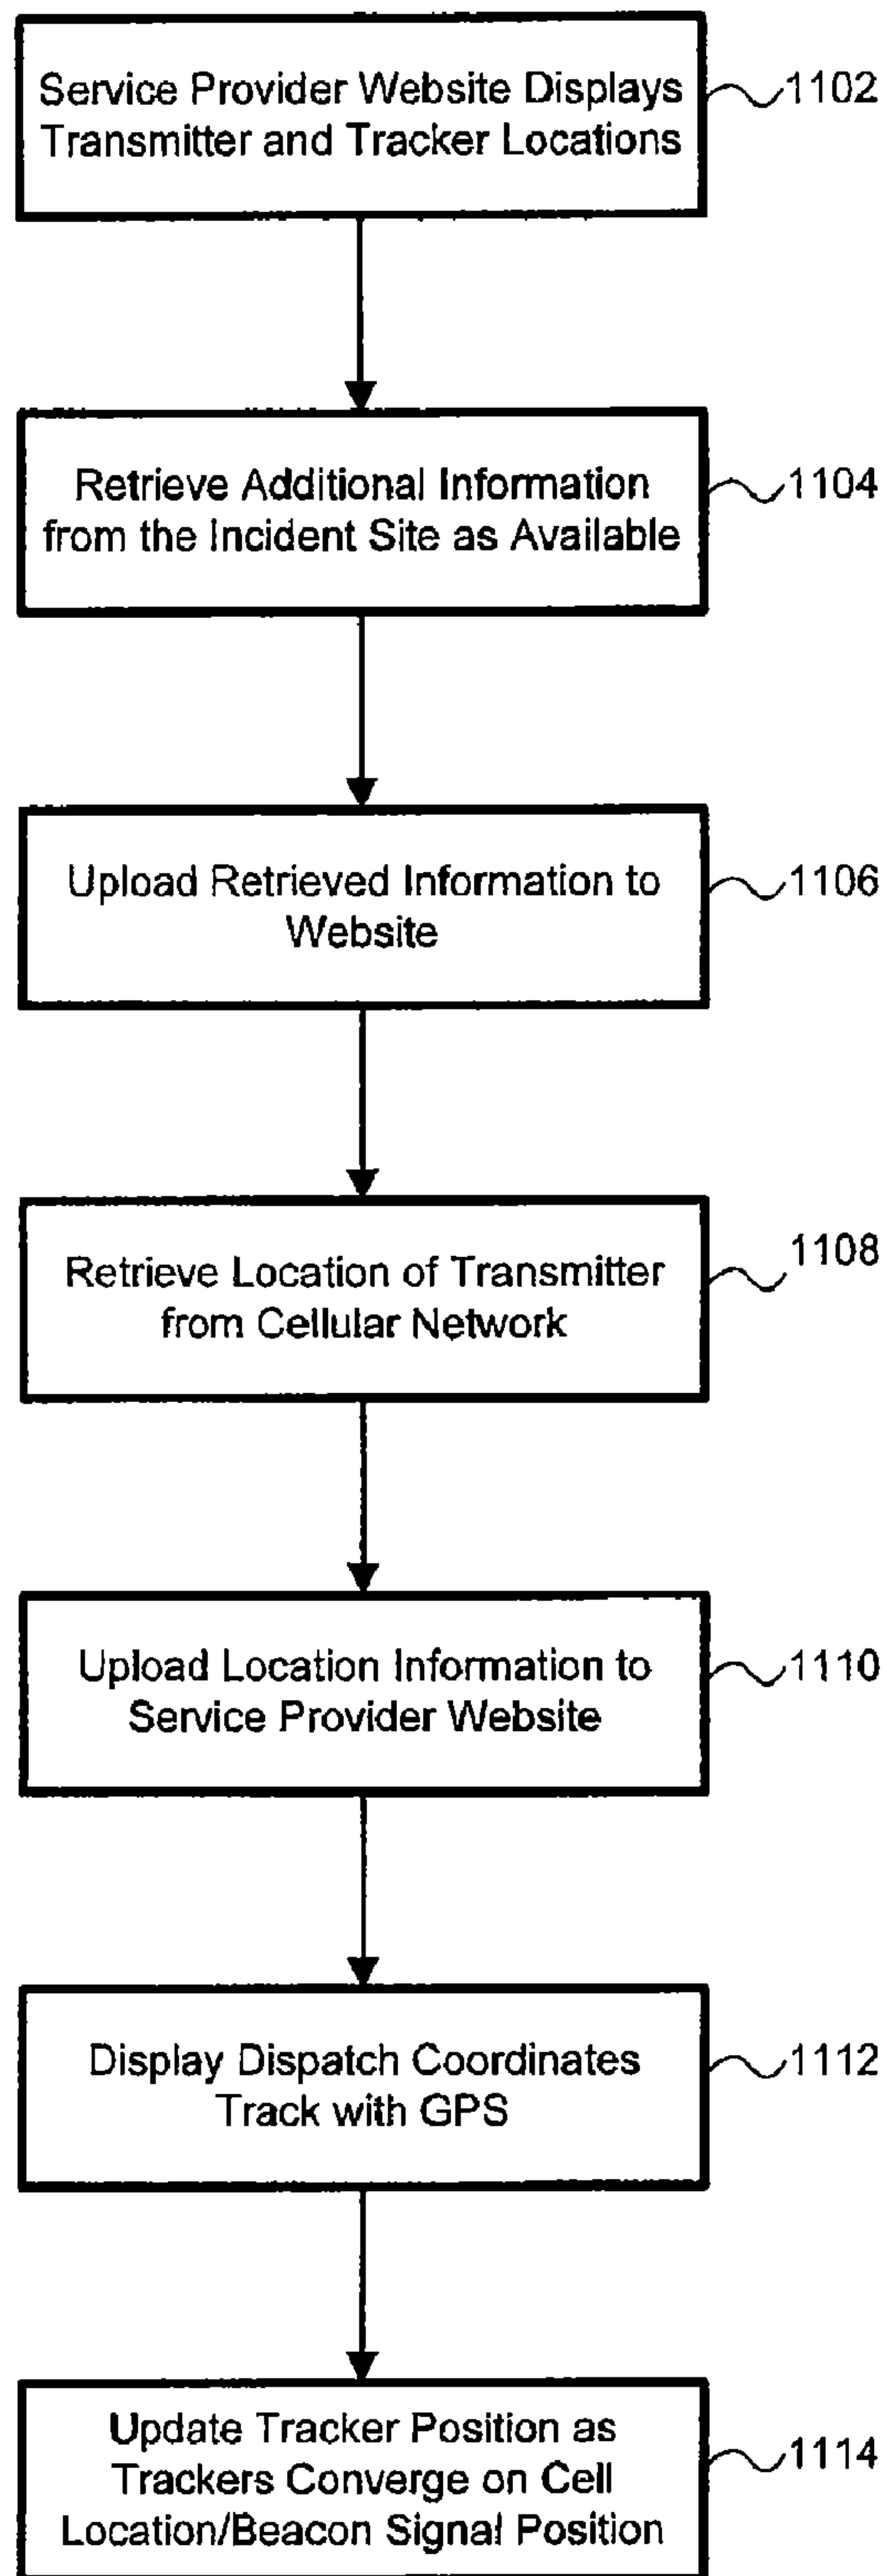 Service Provider Website Displays
Transmitter and Tracker Locations
1102
Retrieve Additional Information
from the Incident Site as Available
1104
Upload Retrieved Information to
Website
1106
Retrieve Location of Transmitter
from Cellular Network
1108
Upload Location Information to
Service Provider Website
1110
Display Dispatch Coordinates
Track with GPS
1112
Update Tracker Position as
Trackers Converge on Cell
Location/Beacon Signal Position
1114